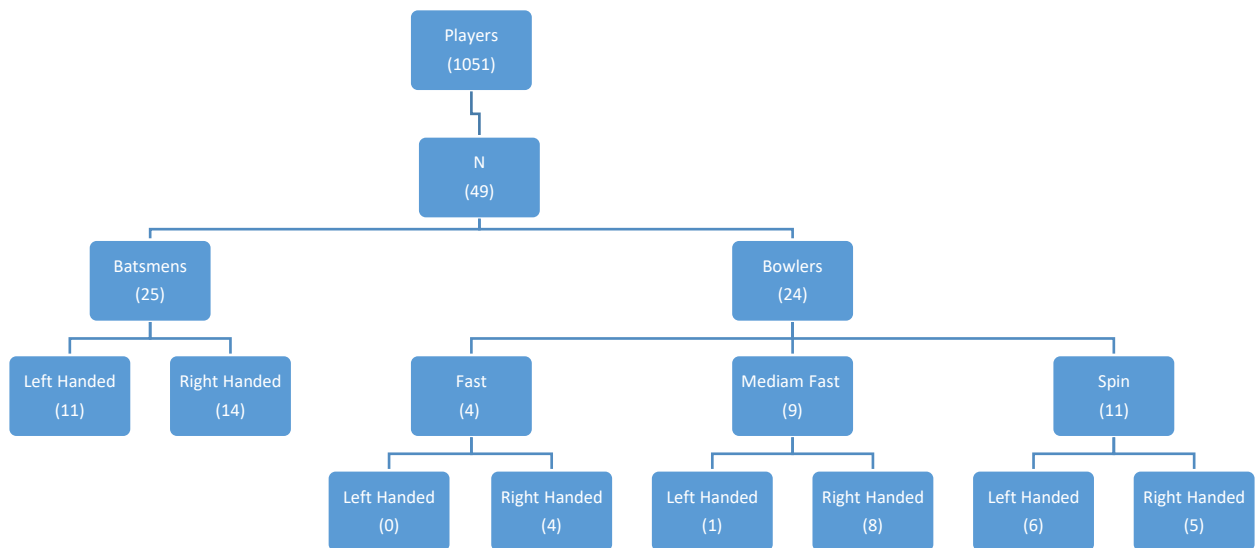 Players
(1051)
N
(49)
Batsmens
(25)
Bowlers
(24)
Left Handed
(11)
Right Handed
(14)
Fast
(4)
Mediam Fast
(9)
Spin
(11)
Left Handed
(0)
Right Handed
(4)
Left Handed
(1)
Right Handed
(8)
Left Handed
(6)
Right Handed
(5)